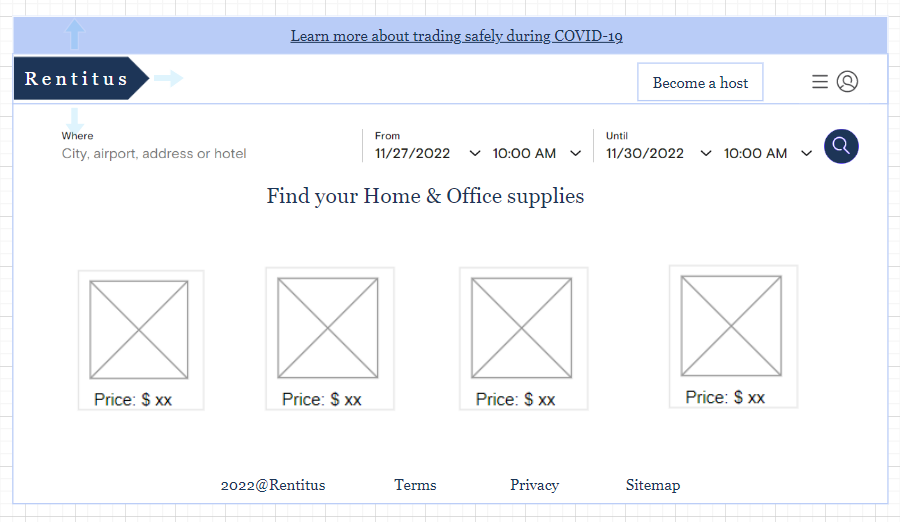 Learn more about trading safely during COVID-19
Rentitus
Become a host
Where
City, airport, address or hotel
From
11/27/2022 10:00 AM
Until
11/30/2022 10:00 AM
Find your Home & Office supplies
Price: $ xx
Price: $ xx
Price: $ xx
Price: $ xx
2022@Rentitus Terms Privacy Sitemap